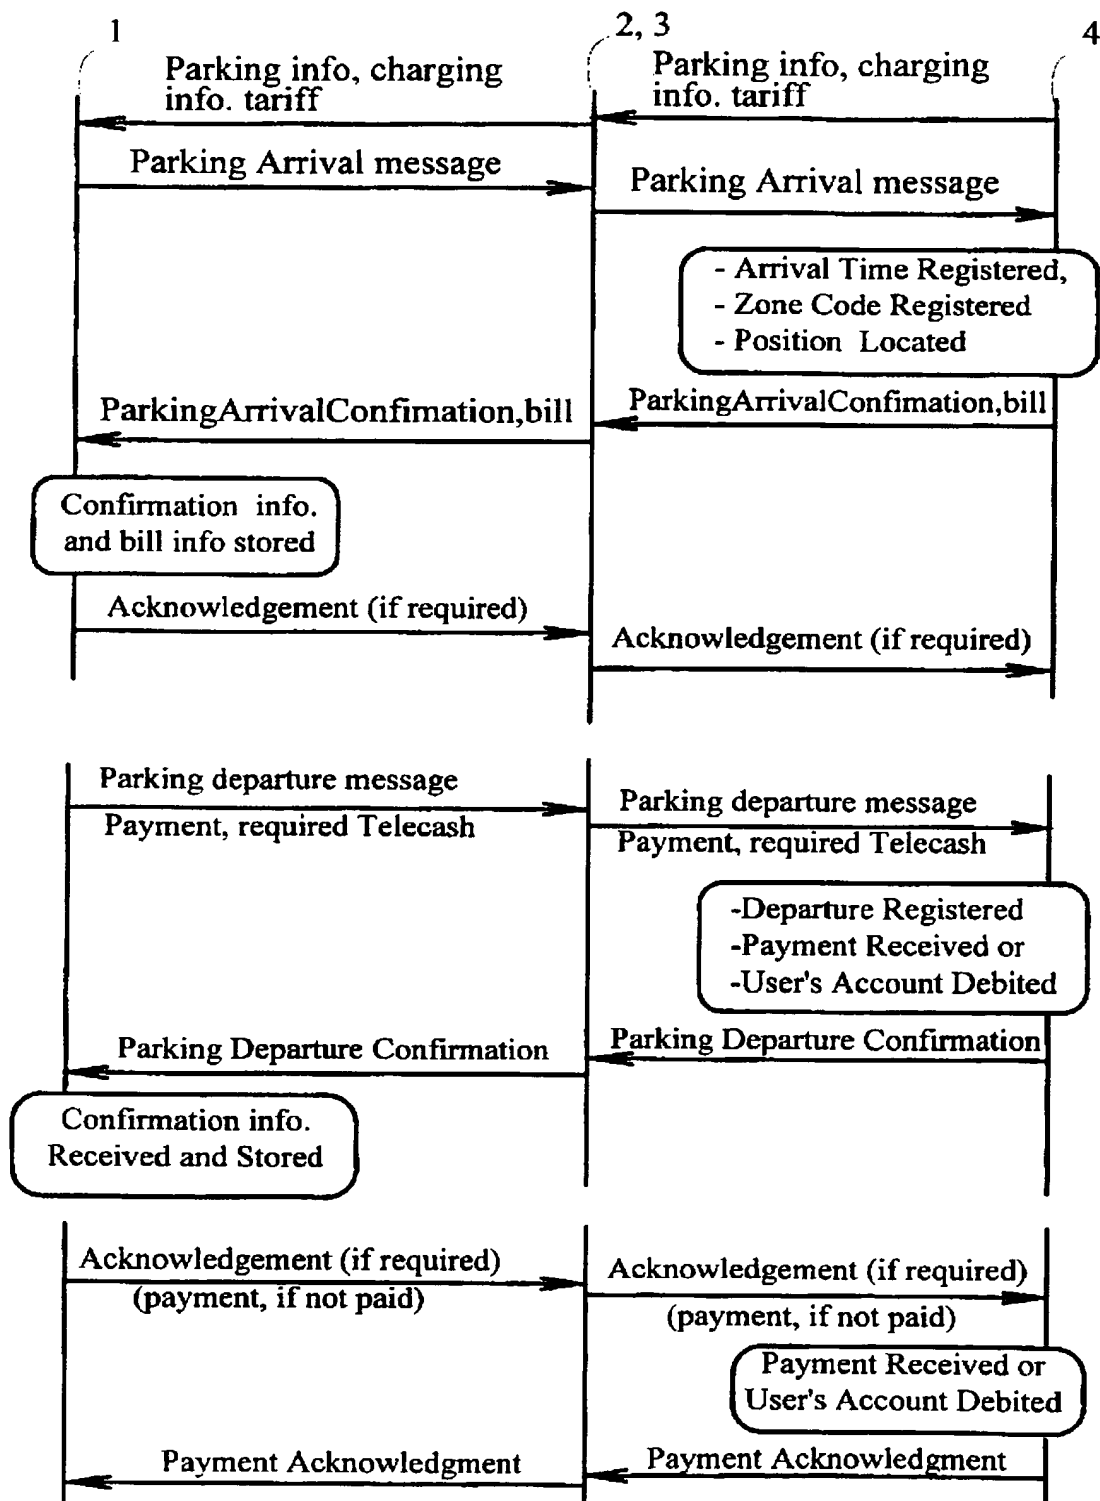 1
2, 3
4
Parking info, charging
info. tariff
Parking info, charging
info. tariff
Parking Arrival message
Parking Arrival message
- Arrival Time Registered,
- Zone Code Registered
- Position Located
ParkingArrivalConfimation,bill
ParkingArrivalConfimation,bill
Confirmation info.
and bill info stored
Acknowledgement (if required)
Acknowledgement (if required)
Parking departure message
Payment, required Telecash
Parking departure message
Payment, required Telecash
-Departure Registered
-Payment Received or
-User's Account Debited
Parking Departure Confirmation
Parking Departure Confirmation
Confirmation info.
Received and Stored
Acknowledgement (if required)
(payment, if not paid)
Acknowledgement (if required)
(payment, if not paid)
Payment Received or
User's Account Debited
Payment Acknowledgment
Payment Acknowledgment